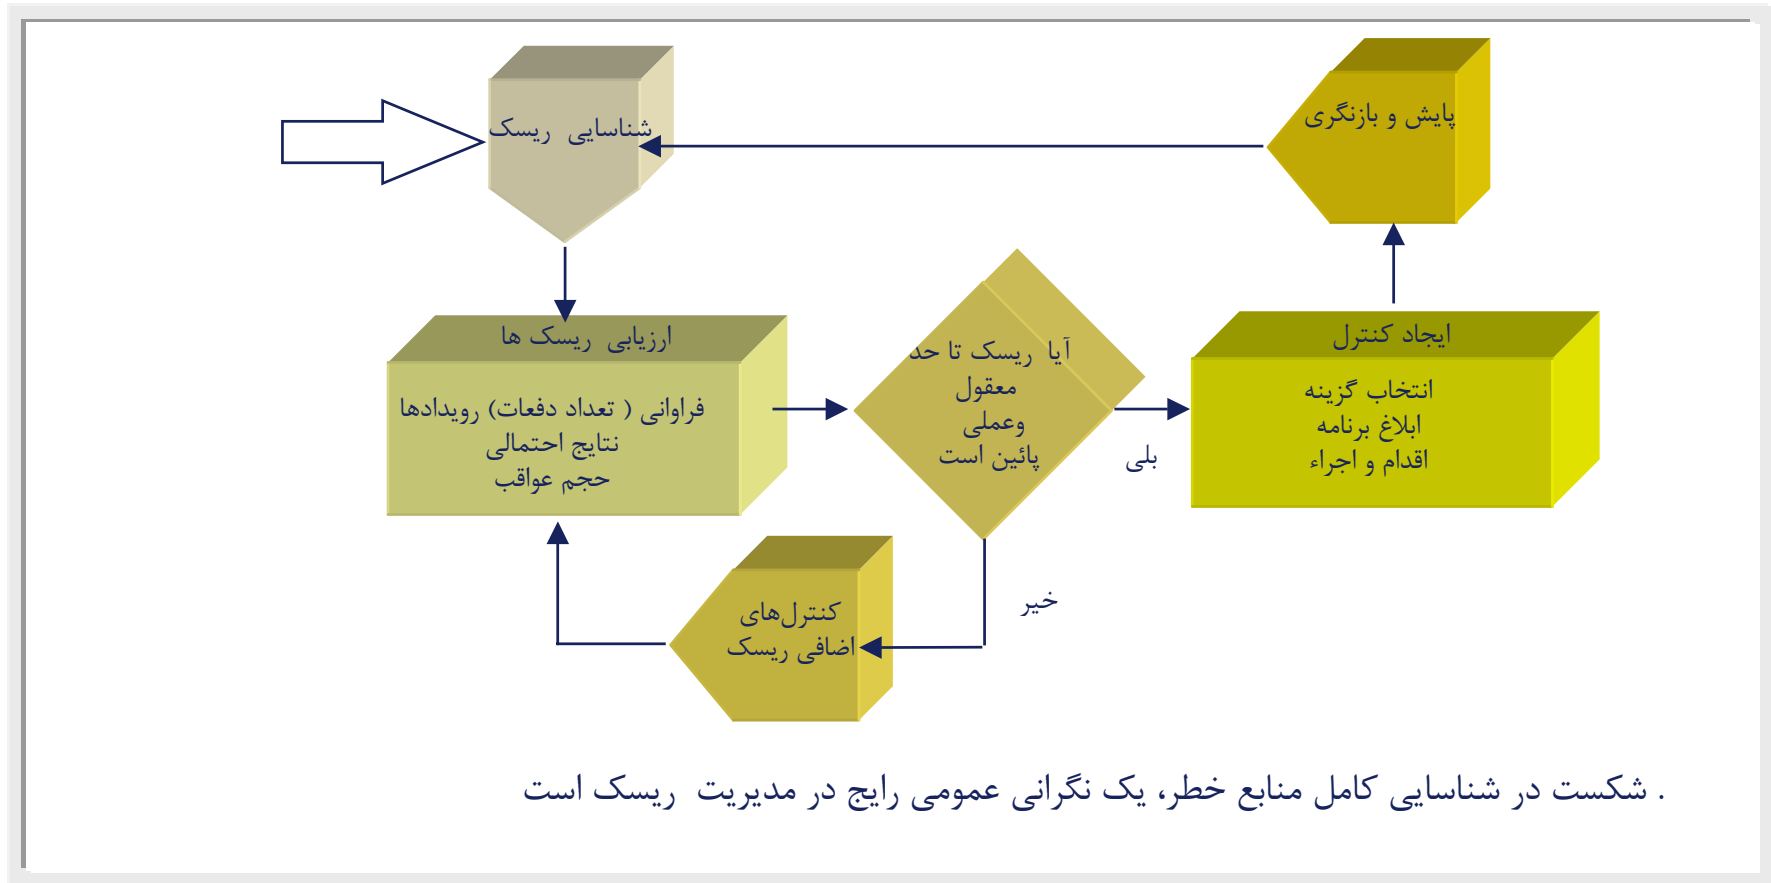 شناسایی ریسک
پایش و بازنگری
ارزیابی ریسک ها
فراوانی ( تعداد دفعات) رویدادها
نتایج احتمالی
حجم عواقب
آیا ریسک تا حد
معقول
وعملی
پائین است
بلی
ایجاد کنترل
انتخاب گزینه
ابلاغ برنامه
اقدام و اجراء
خیر
کنترل‌های
اضافی ریسک
. شکست در شناسایی کامل منابع خطر، یک نگرانی عمومی رایج در مدیریت ریسک است